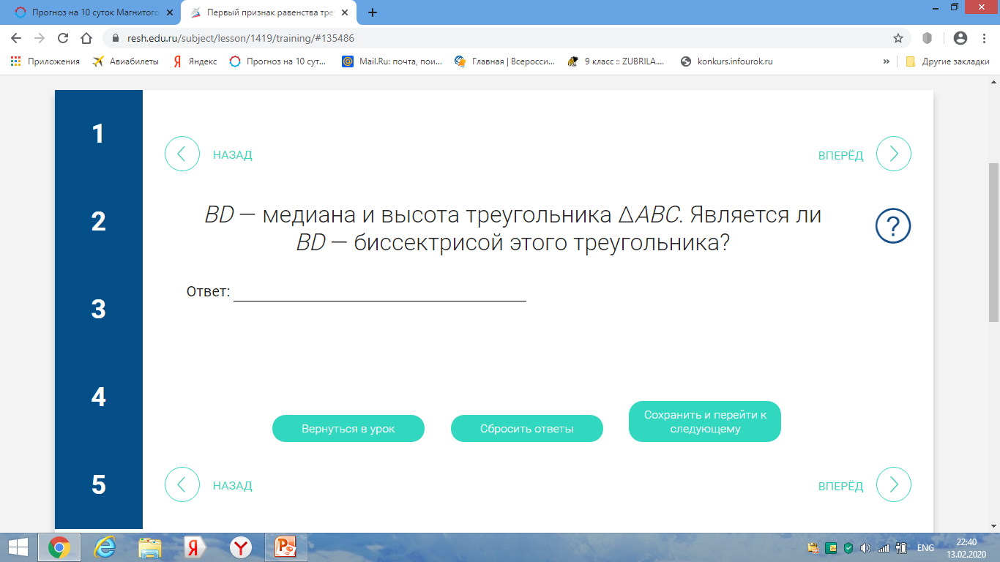 Прогноз на 10 суток Магнитого
Первый признак равенства тре
resh.edu.ru/subject/lesson/1419/training/#135486
Приложения
Авиабилеты
Яндекс
Прогноз на 10 сут...
Mail.Ru: почта, пои...
Главная | Всеросси...
9 класс :: ZUBRILA....
konkurs.infourok.ru
»
Другие закладки
1
2
3
4
5
НАЗАД
ВПЕРЁД
BD — медиана и высота треугольника ΔABC. Является ли
BD — биссектрисой этого треугольника?
?
Ответ:
Вернуться в урок
Сбросить ответы
Сохранить и перейти к
следующему
НАЗАД
ВПЕРЁД
ENG
22:40
13.02.2020